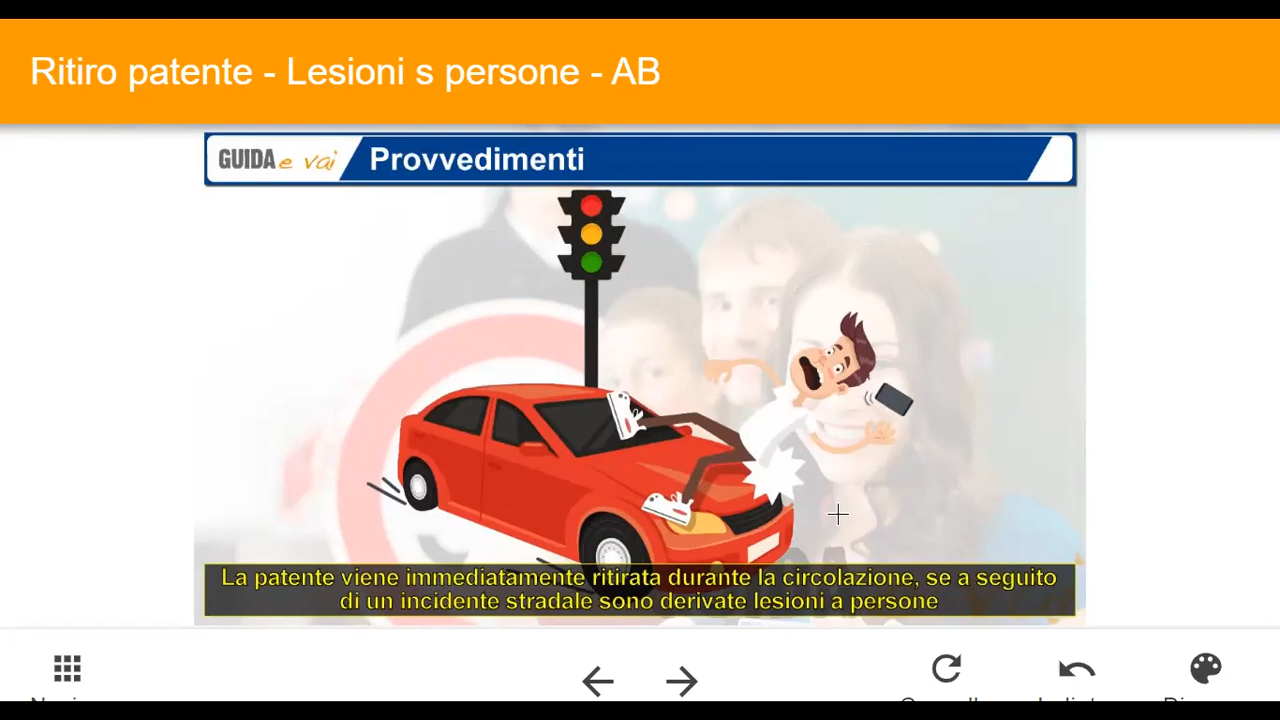 Ritiro patente - Lesioni s persone - AB
GUIDA e vai
Provvedimenti
La patente viene immediatamente ritirata durante la circolazione, se a seguito
di un incidente stradale sono derivate lesioni a persone